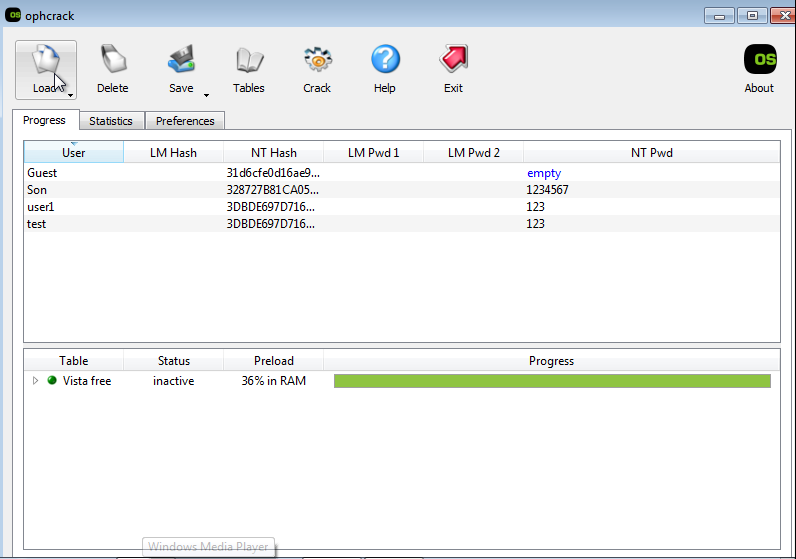 OS ophcrack
Load Delete Save Tables Crack Help Exit OS About
Progress Statistics Preferences
User LM Hash NT Hash LM Pwd 1 LM Pwd 2 NT Pwd
Guest 31d6cfe0d16ae9... empty
Son 328727B81CA05... 1234567
user1 3DBDE697D716... 123
test 3DBDE697D716... 123
Table Status Preload Progress
Vista free inactive 36% in RAM
Windows Media Player